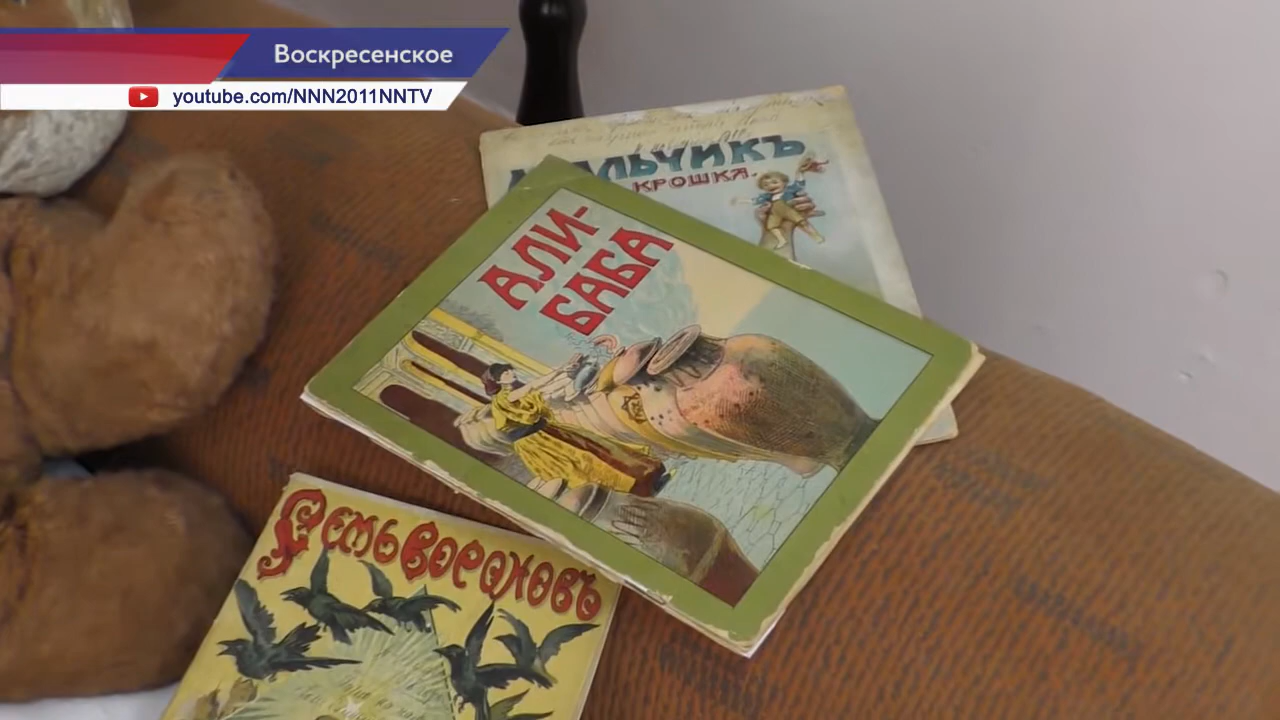 Воскресенское
youtube.com/NNN2011NNTV
МАЛЬЧИКЪ
КРОШКА.
АЛИ-
БАБА
СЕМЬ ВОРОНОВЪ